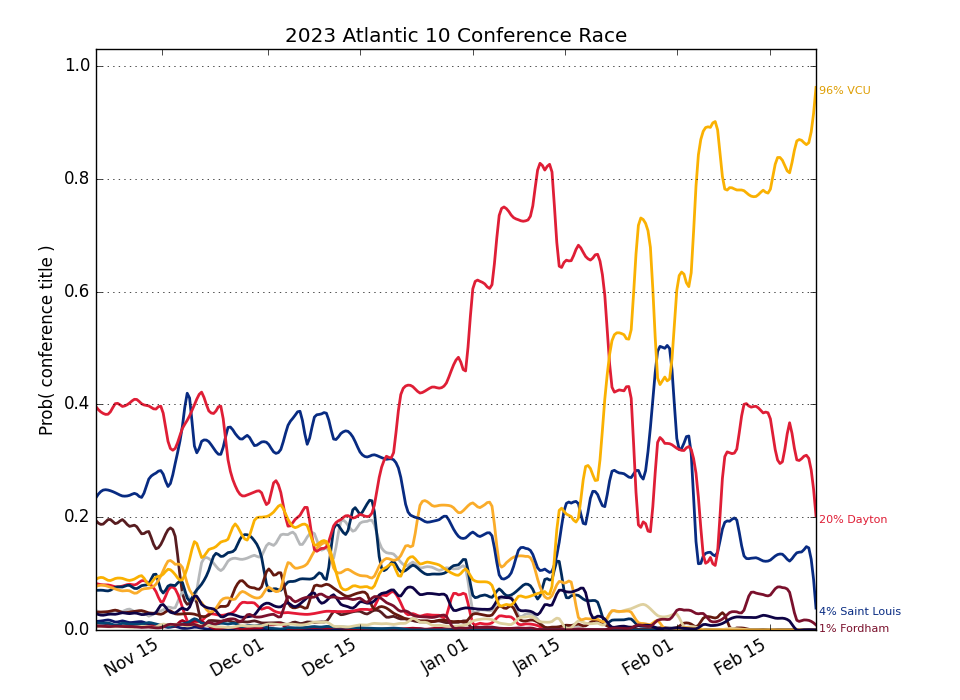 2023 Atlantic 10 Conference Race
Prob( conference title )
1.0
0.8
0.6
0.4
0.2
0.0
Nov 15
Dec 01
Dec 15
Jan 01
Jan 15
Feb 01
Feb 15
96% VCU
20% Dayton
4% Saint Louis
1% Fordham